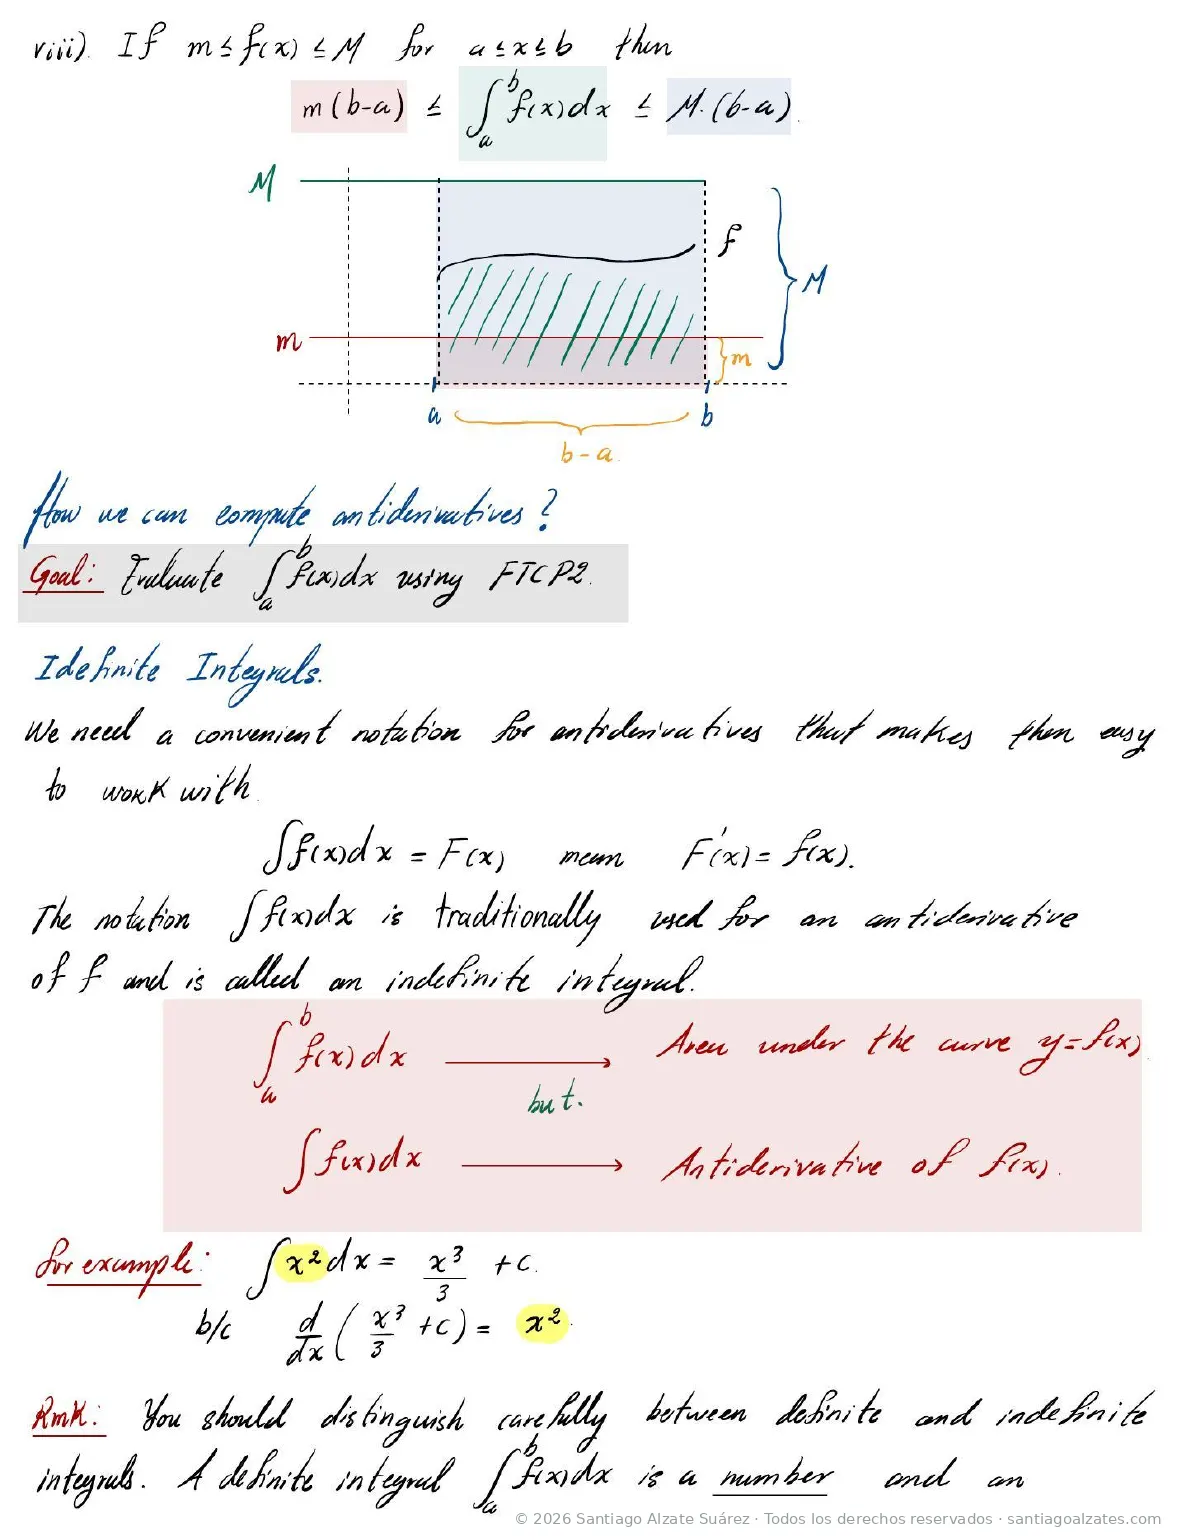 viii). If m ≤ f(x) ≤ M for a ≤ x ≤ b then
m(b-a) ≤ ∫_a^b f(x)dx ≤ M·(b-a).
M
f
M
m
m
a b
b-a.
How we can compute antiderivatives?
Goal: Evaluate ∫_a^b f(x)dx using FTCP2.
Idefinite Integrals.
We need a convenient notation for antiderivatives that makes then easy
to work with.
∫f(x)dx = F(x) mean F'(x) = f(x).
The notation ∫f(x)dx is traditionally used for an antiderivative
of f and is called an indefinite integral.
∫_a^b f(x)dx → Area under the curve y=f(x).
but.
∫f(x)dx → Antiderivative of f(x).
for example: ∫x²dx = x³/3 + c.
b/c d/dx (x³/3 + c) = x².
Rmk: You should distinguish carefully between definite and indefinite
integrals. A definite integral ∫_a^b f(x)dx is a number and an
© 2026 Santiago Alzate Suárez · Todos los derechos reservados · santiagoalzates.com